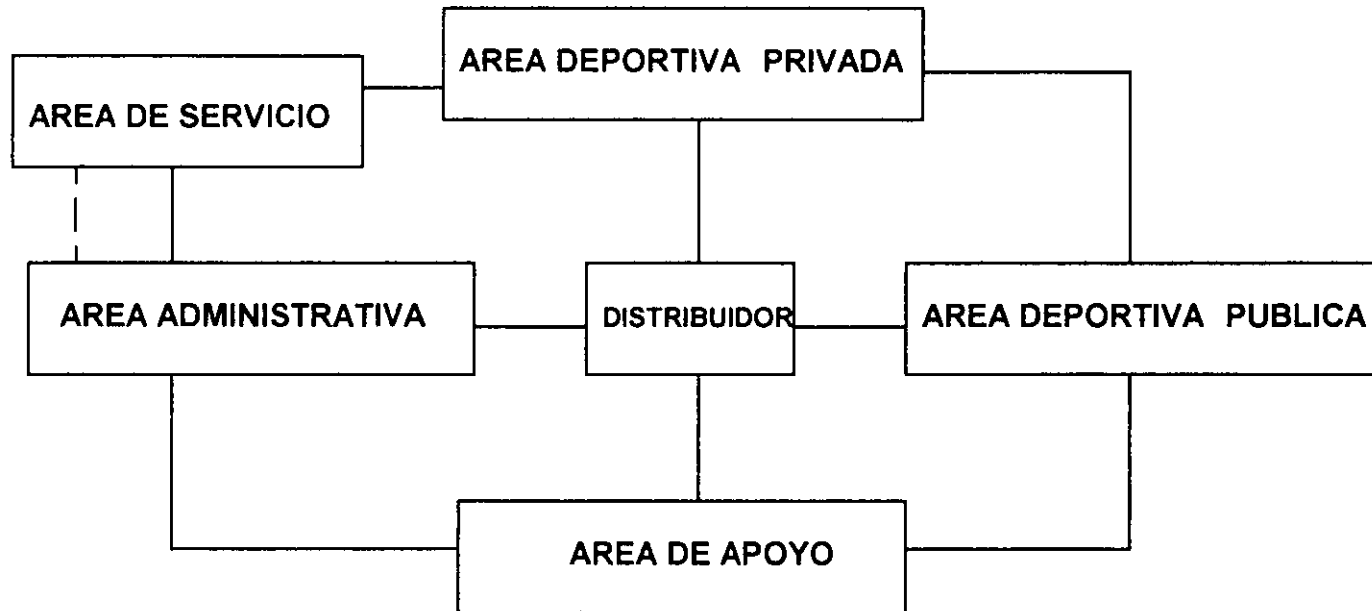 AREA DEPORTIVA PRIVADA
AREA DE SERVICIO
AREA ADMINISTRATIVA
DISTRIBUIDOR
AREA DEPORTIVA PUBLICA
AREA DE APOYO